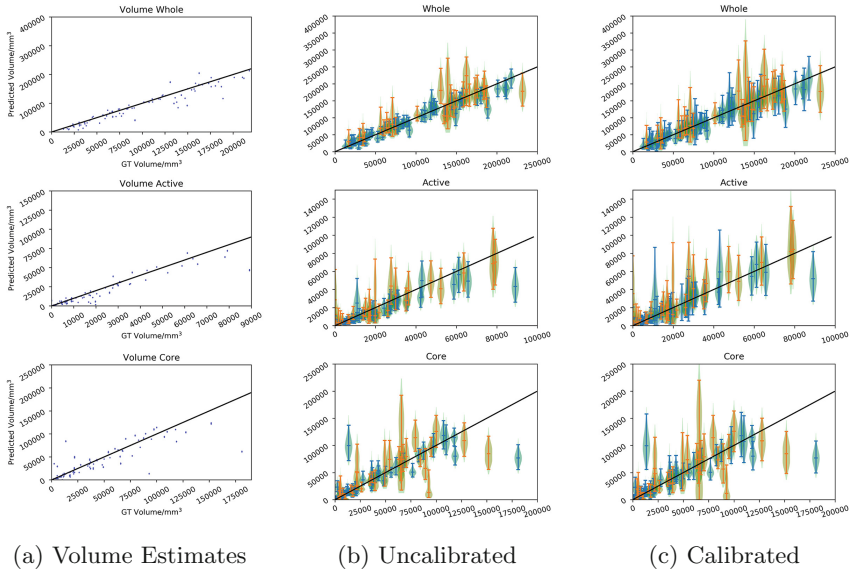 Volume Whole
Predicted Volume/mm³
400000
300000
200000
100000
0
0 25000 50000 75000 100000 125000 150000 175000 200000
GT Volume/mm³
Whole
450000
400000
350000
300000
250000
200000
150000
100000
50000
0
0 50000 100000 150000 200000 250000
Whole
450000
400000
350000
300000
250000
200000
150000
100000
50000
0
0 50000 100000 150000 200000 250000
Volume Active
Predicted Volume/mm³
150000
125000
100000
75000
50000
25000
0
0 10000 20000 30000 40000 50000 60000 70000 80000 90000
GT Volume/mm³
Active
140000
120000
100000
80000
60000
40000
20000
0
0 20000 40000 60000 80000 100000
Active
140000
120000
100000
80000
60000
40000
20000
0
0 20000 40000 60000 80000 100000
Volume Core
Predicted Volume/mm³
250000
200000
150000
100000
50000
0
0 25000 50000 75000 100000 125000 150000 175000
GT Volume/mm³
Core
250000
200000
150000
100000
50000
0
0 25000 50000 75000 100000 125000 150000 175000 200000
Core
250000
200000
150000
100000
50000
0
0 25000 50000 75000 100000 125000 150000 175000 200000
(a) Volume Estimates
(b) Uncalibrated
(c) Calibrated